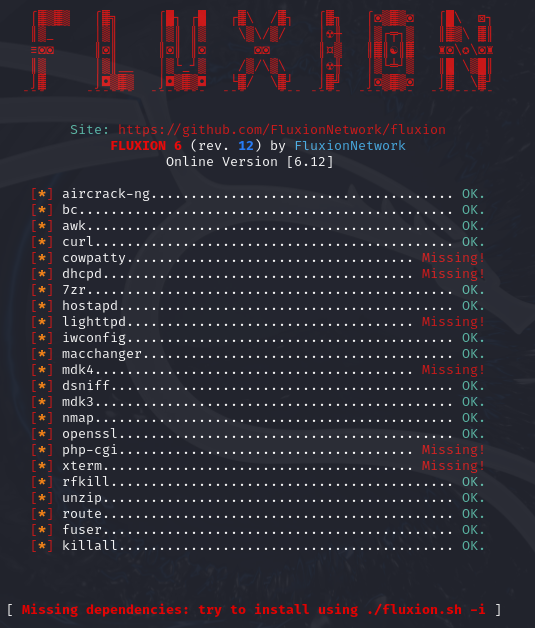 FLUXION
Site: https://github.com/FluxionNetwork/fluxion
FLUXION 6 (rev. 12) by FluxionNetwork
Online Version [6.12]
[*] aircrack-ng..................................... OK.
[*] bc.............................................. OK.
[*] awk............................................. OK.
[*] curl............................................ OK.
[*] cowpatty................................... Missing!
[*] dhcpd...................................... Missing!
[*] 7zr............................................. OK.
[*] hostapd......................................... OK.
[*] lighttpd................................... Missing!
[*] iwconfig........................................ OK.
[*] macchanger...................................... OK.
[*] mdk4....................................... Missing!
[*] dsniff.......................................... OK.
[*] mdk3............................................ OK.
[*] nmap............................................ OK.
[*] openssl......................................... OK.
[*] php-cgi.................................... Missing!
[*] xterm...................................... Missing!
[*] rfkill.......................................... OK.
[*] unzip........................................... OK.
[*] route........................................... OK.
[*] fuser........................................... OK.
[*] killall......................................... OK.
[ Missing dependencies: try to install using ./fluxion.sh -i ]